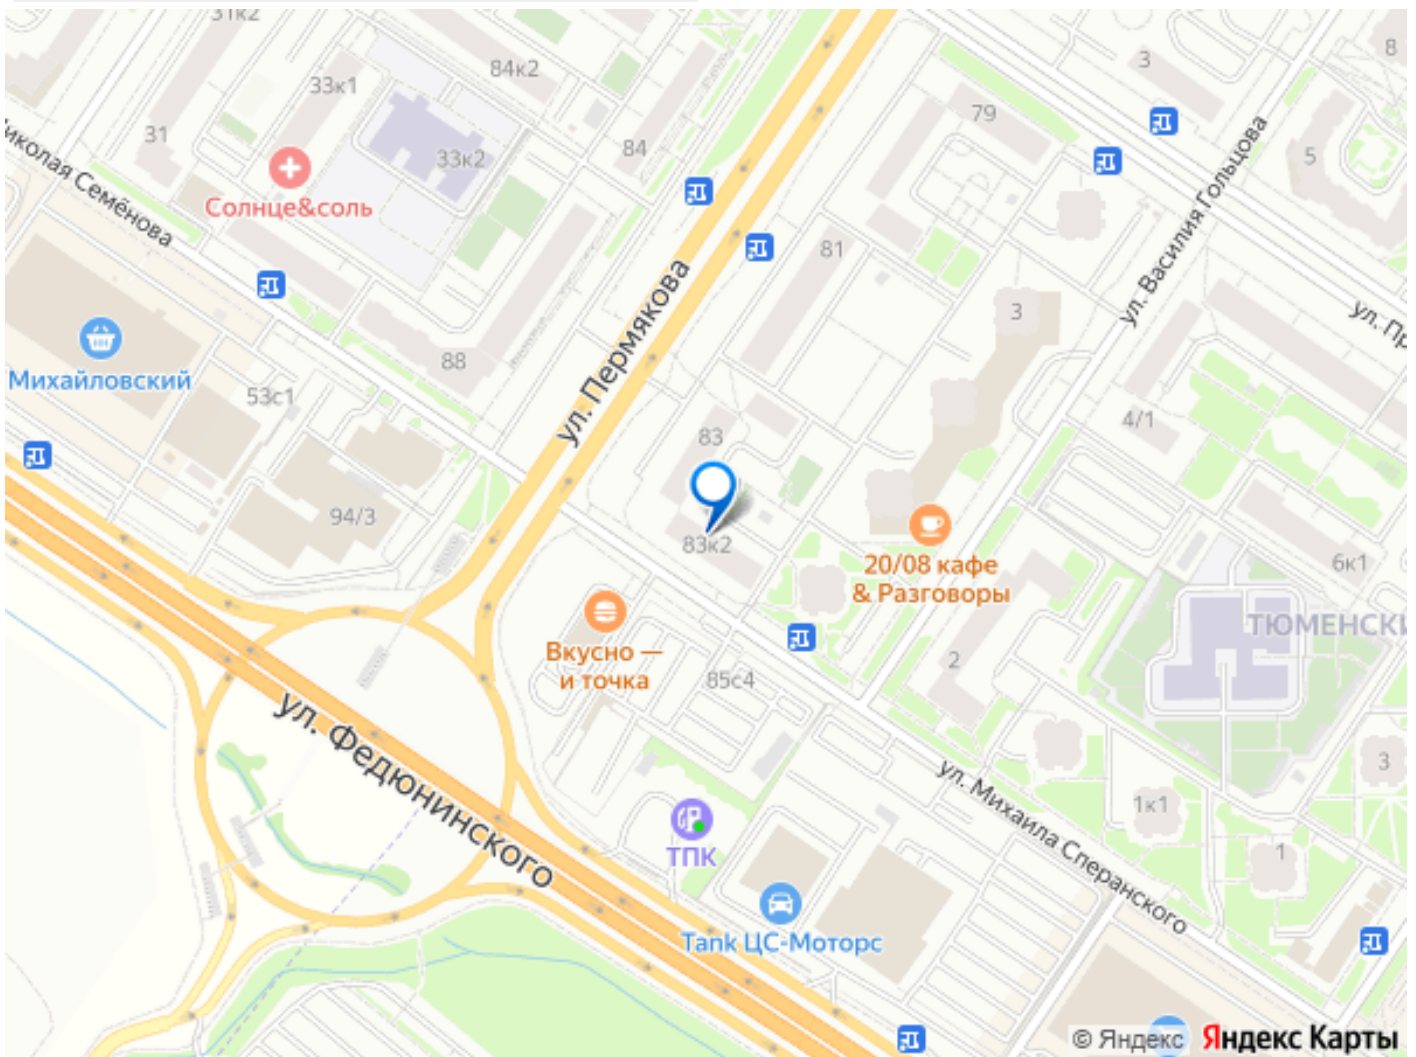 31к2
84к2
33к1
3
8
79
31
33к2
84
5
Николая Семёнова
Солнце&соль
ул. Василия Гольцова
81
ул. Пермякова
3
ул. Пр
Михайловский
88
53с1
4/1
83
94/3
83к2
20/08 кафе
& Разговоры
6к1
Вкусно —
и точка
ТЮМЕНСКИ
2
85с4
ул. Федюнинского
ул. Михаила Сперанского
3
1к1
1
ТПК
Tank ЦС-Моторс
© Яндекс Яндекс Карты